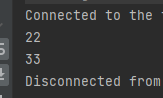 Connected to the
22
33
Disconnected from